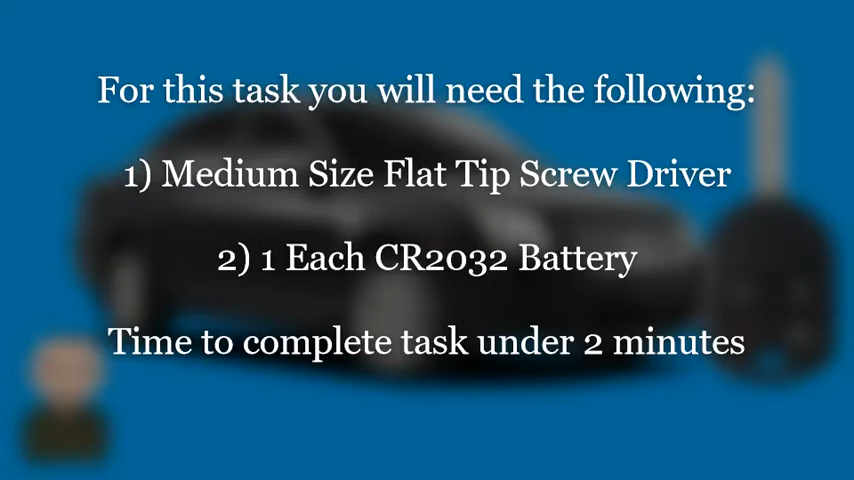 For this task you will need the following:
1) Medium Size Flat Tip Screw Driver
2) 1 Each CR2032 Battery
Time to complete task under 2 minutes